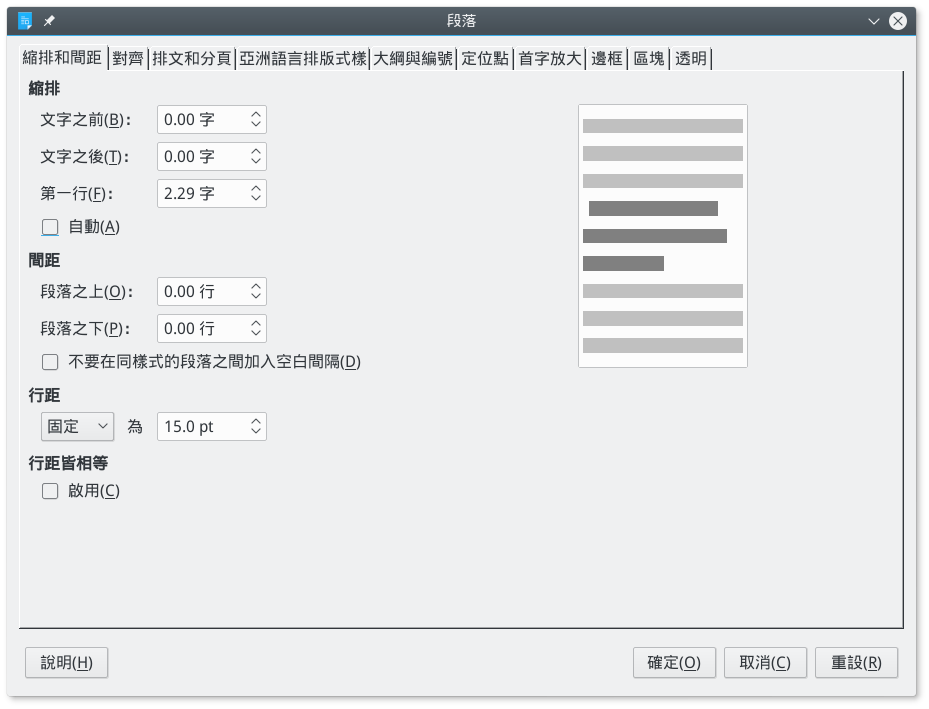 段落
縮排和間距 對齊 排文和分頁 亞洲語言排版式樣 大綱與編號 定位點 首字放大 邊框 區塊 透明
縮排
文字之前(B): 0.00 字
文字之後(T): 0.00 字
第一行(F): 2.29 字
自動(A)
間距
段落之上(O): 0.00 行
段落之下(P): 0.00 行
不要在同樣式的段落之間加入空白間隔(D)
行距
固定 為 15.0 pt
行距皆相等
啟用(C)
說明(H) 確定(O) 取消(C) 重設(R)